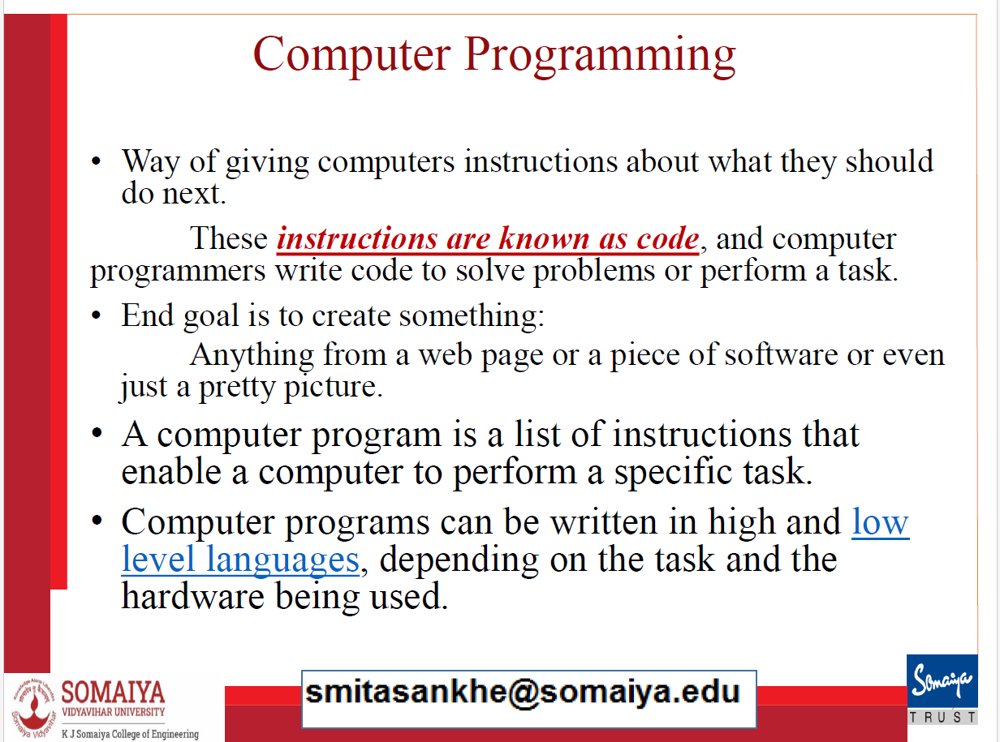 Computer Programming
• Way of giving computers instructions about what they should
do next.
These instructions are known as code, and computer
programmers write code to solve problems or perform a task.
• End goal is to create something:
Anything from a web page or a piece of software or even
just a pretty picture.
• A computer program is a list of instructions that
enable a computer to perform a specific task.
• Computer programs can be written in high and low
level languages, depending on the task and the
hardware being used.
SOMAIYA
VIDYAVIHAR UNIVERSITY
K J Somaiya College of Engineering
Somaiya Vidyavihar
smitasankhe@somaiya.edu
Somaiya
TRUST